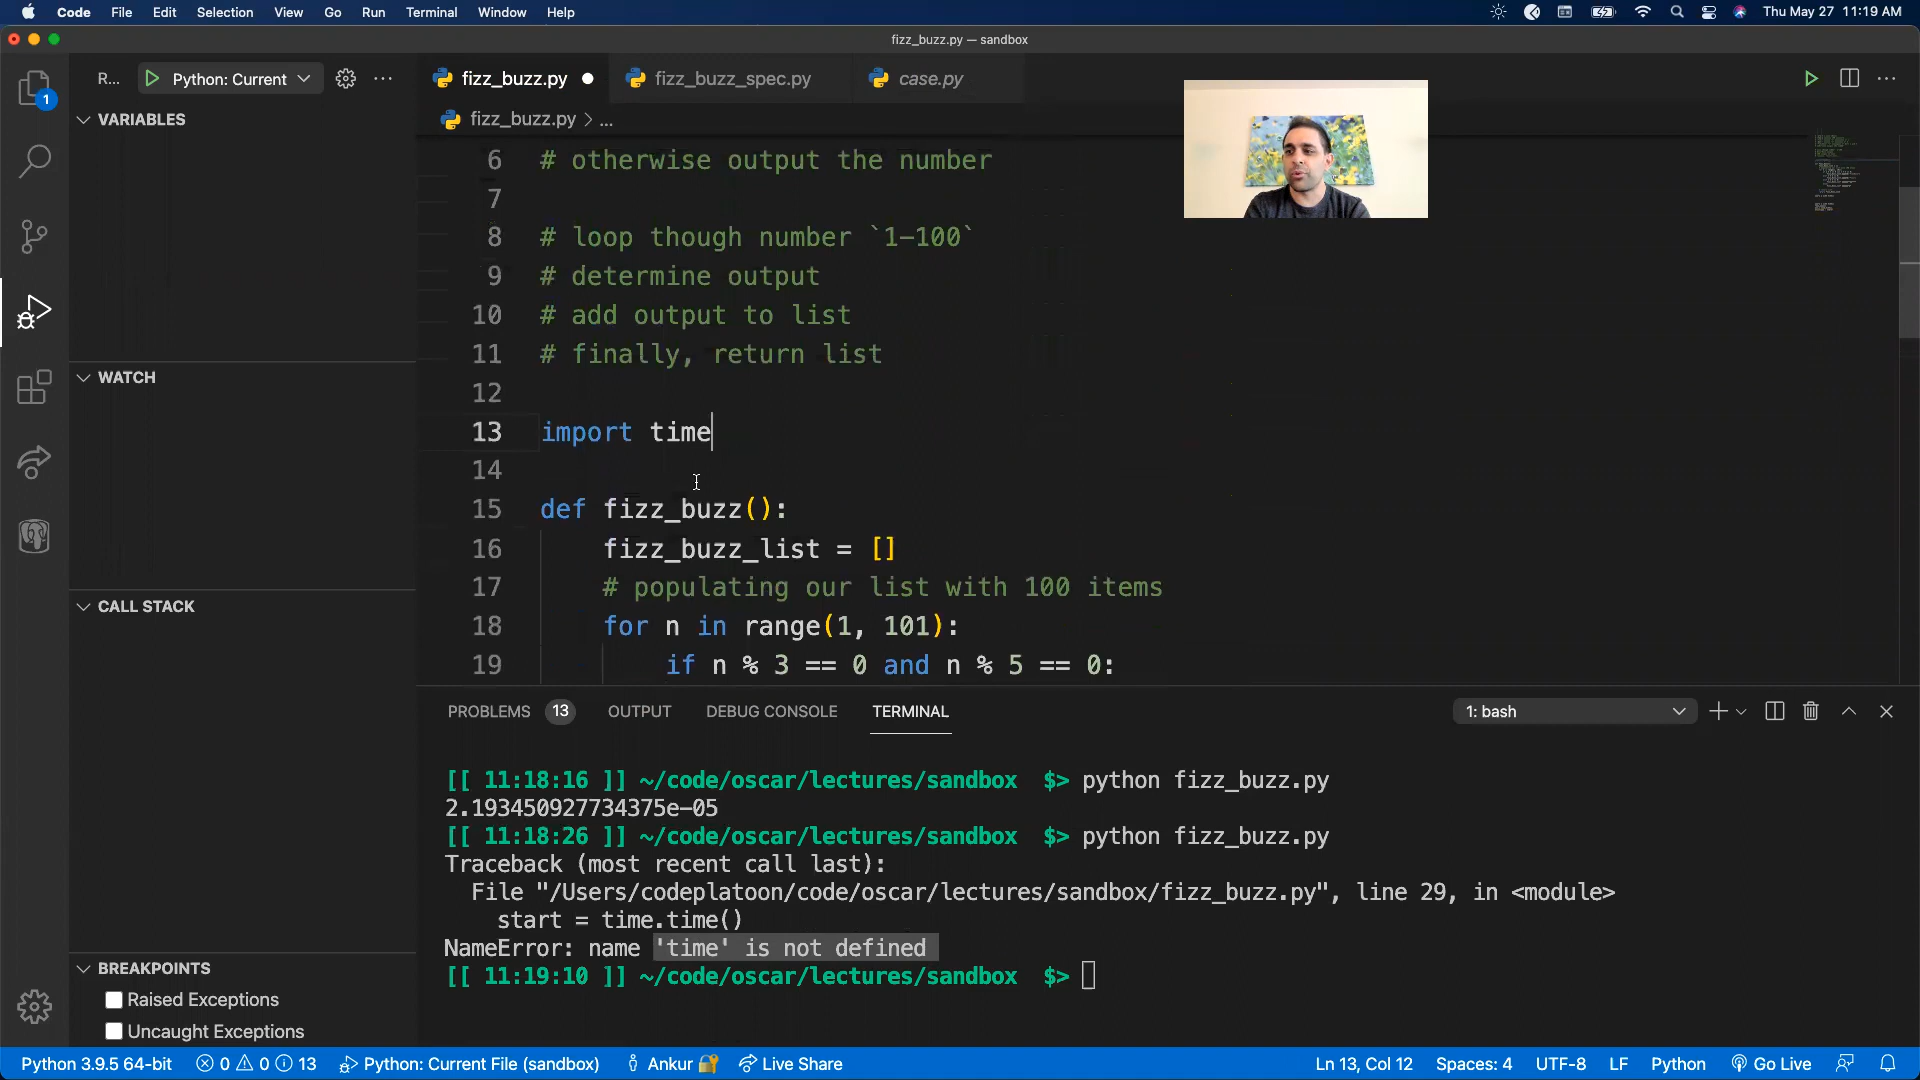 Code File Edit Selection View Go Run Terminal Window Help Thu May 27 11:19 AM
fizz_buzz.py — sandbox
R... Python: Current
fizz_buzz.py fizz_buzz_spec.py case.py
fizz_buzz.py > ...
1
VARIABLES
WATCH
CALL STACK
BREAKPOINTS
Raised Exceptions
Uncaught Exceptions
6 # otherwise output the number
7
8 # loop though number `1-100`
9 # determine output
10 # add output to list
11 # finally, return list
12
13 import time
14
15 def fizz_buzz():
16 fizz_buzz_list = []
17 # populating our list with 100 items
18 for n in range(1, 101):
19 if n % 3 == 0 and n % 5 == 0:
PROBLEMS 13 OUTPUT DEBUG CONSOLE TERMINAL 1: bash
[[ 11:18:16 ]] ~/code/oscar/lectures/sandbox $> python fizz_buzz.py
2.193450927734375e-05
[[ 11:18:26 ]] ~/code/oscar/lectures/sandbox $> python fizz_buzz.py
Traceback (most recent call last):
File "/Users/codeplatoon/code/oscar/lectures/sandbox/fizz_buzz.py", line 29, in <module>
start = time.time()
NameError: name 'time' is not defined
[[ 11:19:10 ]] ~/code/oscar/lectures/sandbox $>
Python 3.9.5 64-bit 0 0 13 Python: Current File (sandbox) Ankur Live Share Ln 13, Col 12 Spaces: 4 UTF-8 LF Python Go Live